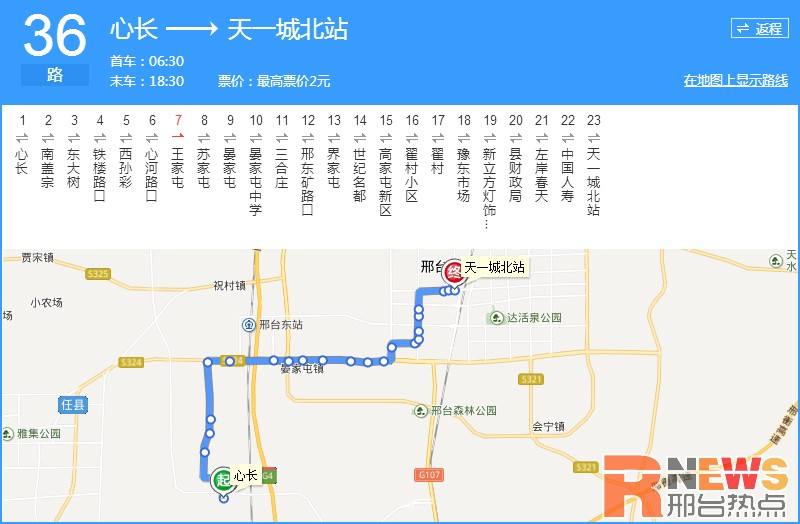 36
路
心长 → 天一城北站
首车：06:30
末车：18:30 票价：最高票价2元
返程
在地图上显示路线
1 心长
2 南盖宗
3 东大树
4 铁楼路口
5 西孙彩
6 心河路口
7 王家屯
8 苏家屯
9 晏家屯
10 晏家屯中学
11 三合庄
12 邢东矿路口
13 界家屯
14 世纪名都
15 高家屯新区
16 翟村小区
17 翟村
18 豫东市场
19 新立方灯饰…
20 县财政局
21 左岸春天
22 中国人寿
23 天一城北站
贾宋镇
S325
祝村镇
小农场
场
邢台东站
邢台
终
天一城北站
天
水
达活泉公园
S324
晏家屯镇
S321
任县
邢台森林公园
会宁镇
雅集公园
起
心长
G4
G107
S321
邢衡高速
RNEWS
邢台热点